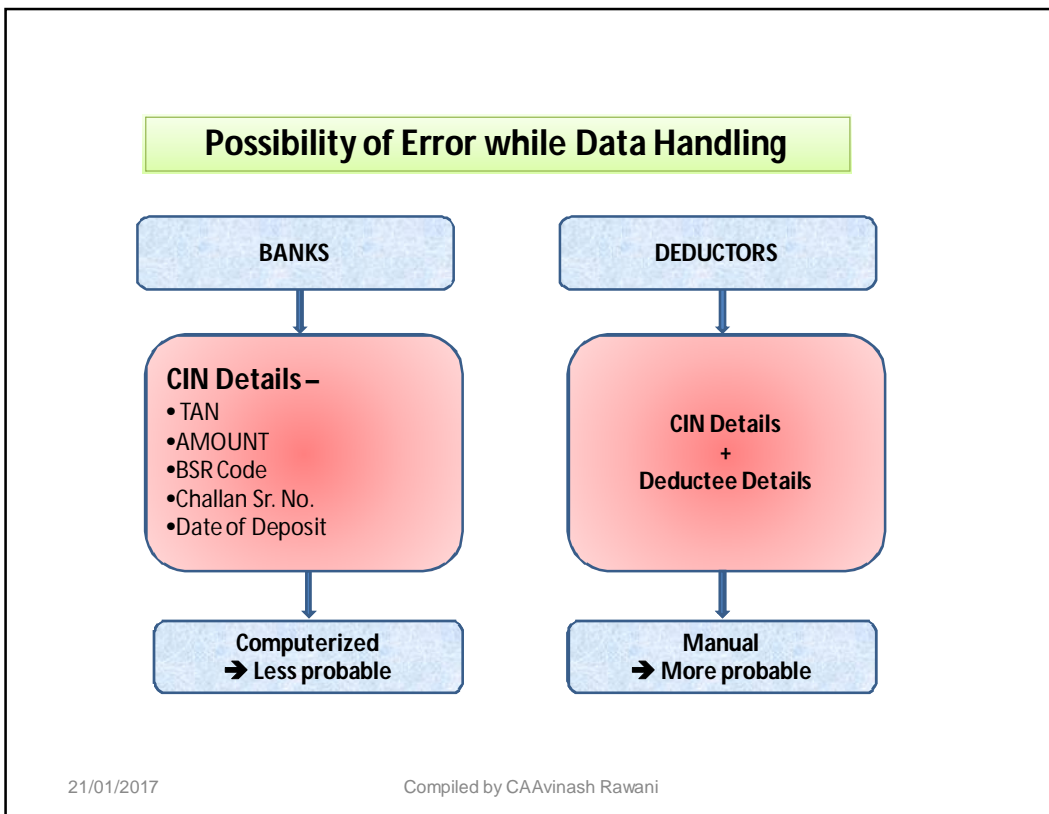 Possibility of Error while Data Handling
BANKS
CIN Details –
• TAN
•AMOUNT
•BSR Code
•Challan Sr. No.
•Date of Deposit
Computerized
➔ Less probable
DEDUCTORS
CIN Details
+
Deductee Details
Manual
➔ More probable
21/01/2017
Compiled by CAAvinash Rawani